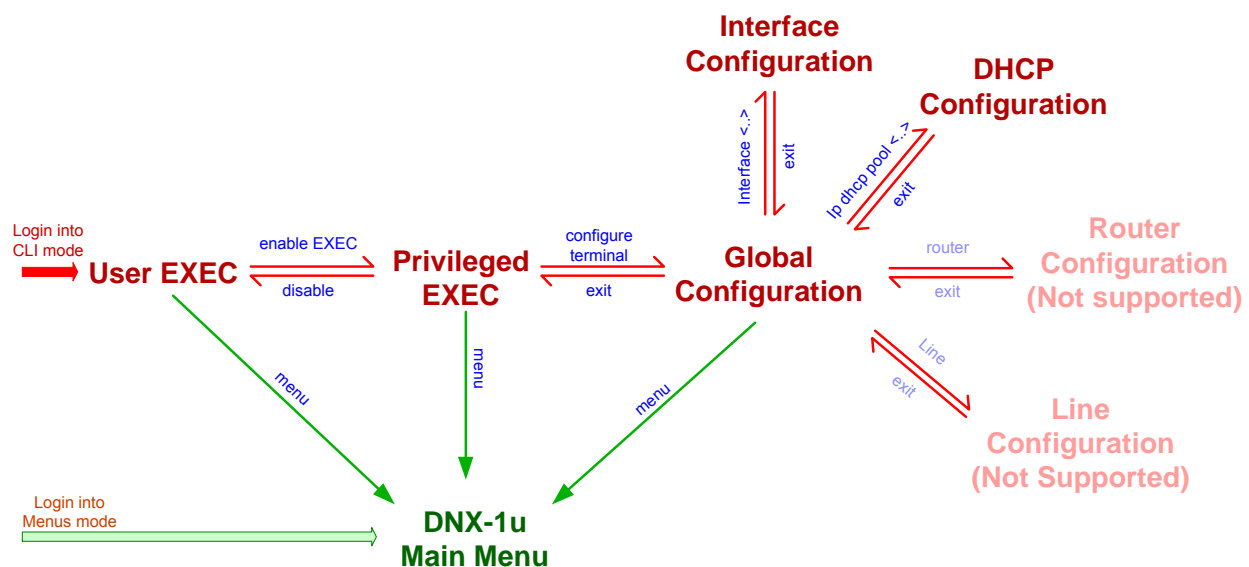 Interface
Configuration
DHCP
Configuration
Interface <..>
exit
Ip dhcp pool <..>
exit
Login into
CLI mode
User EXEC
enable EXEC
disable
Privileged
EXEC
configure
terminal
exit
Global
Configuration
router
exit
Router
Configuration
(Not supported)
Line
exit
Line
Configuration
(Not Supported)
menu
menu
menu
Login into
Menus mode
DNX-1u
Main Menu